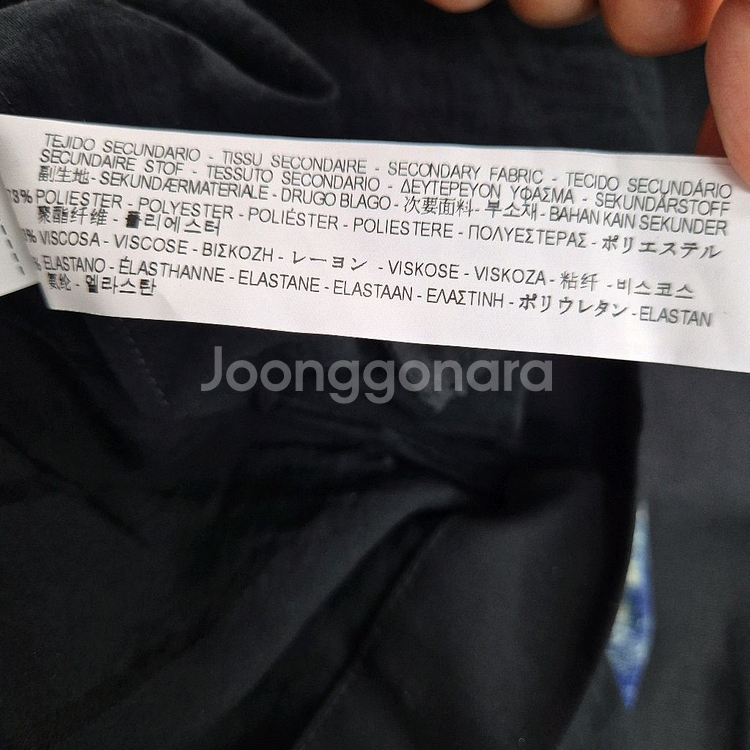 TEJIDO SECUNDARIO - TISSU SECONDAIRE - SECONDARY FABRIC - TECIDO SECUNDÁRIO
SECUNDAIRE STOF - TESSUTO SECONDARIO - ΔΕΥΤΕΡΕΥΟΝ ΥΦΑΣΜΑ - SEKUNDÄRSTOFF
副生地 - SEKUNDÆRMATERIALE - DRUGO BLAGO - 次要面料 - 부소재 - BAHAN KAIN SEKUNDER
% POLIESTER - POLYESTER - POLIÉSTER - POLIESTERE - ΠΟΛΥΕΣΤΕΡΑΣ - ポリエステル
聚酯纤维 - 폴리에스터
% VISCOSA - VISCOSE - ΒΙΣΚΟΖΗ - レーヨン - VISKOSE - VISKOZA - 粘纤 - 비스코스
% ELASTANO - ÉLASTHANNE - ELASTANE - ELASTAAN - ΕΛΑΣΤΙΝΗ - ポリウレタン - ELASTAN
氨纶 - 엘라스탄
Joonggonara